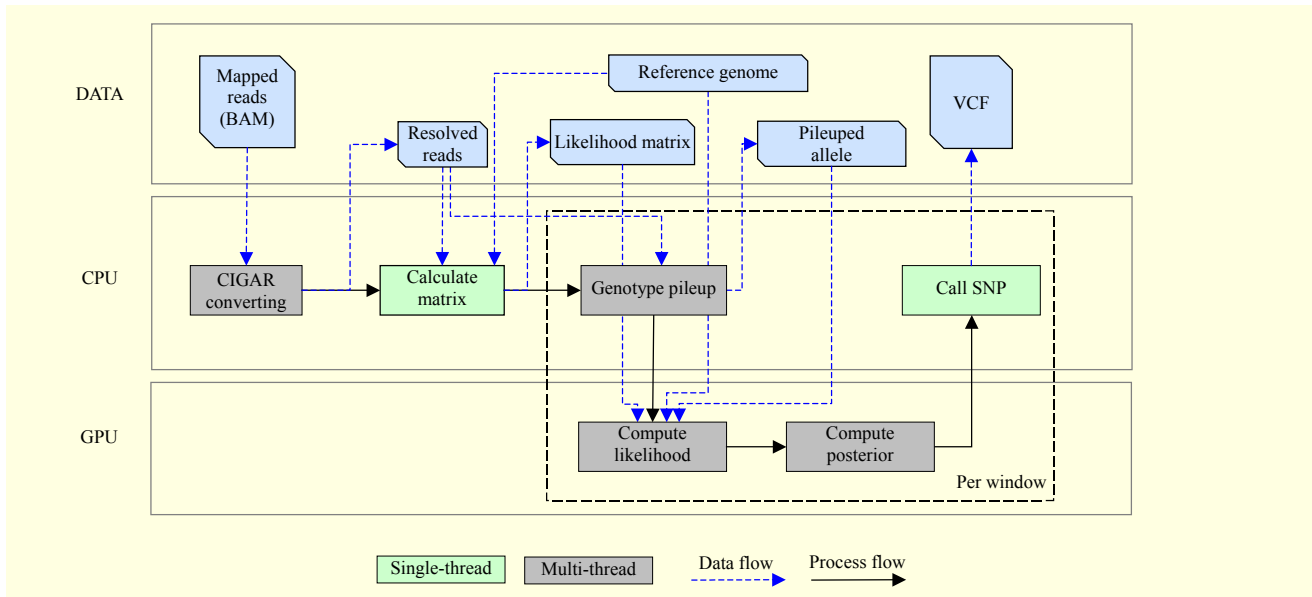 DATA
Mapped
reads
(BAM)
Resolved
reads
Likelihood matrix
Reference genome
Pileuped
allele
VCF
CPU
CIGAR
converting
Calculate
matrix
Genotype pileup
Call SNP
GPU
Compute
likelihood
Compute
posterior
Per window
Single-thread
Multi-thread
Data flow
Process flow